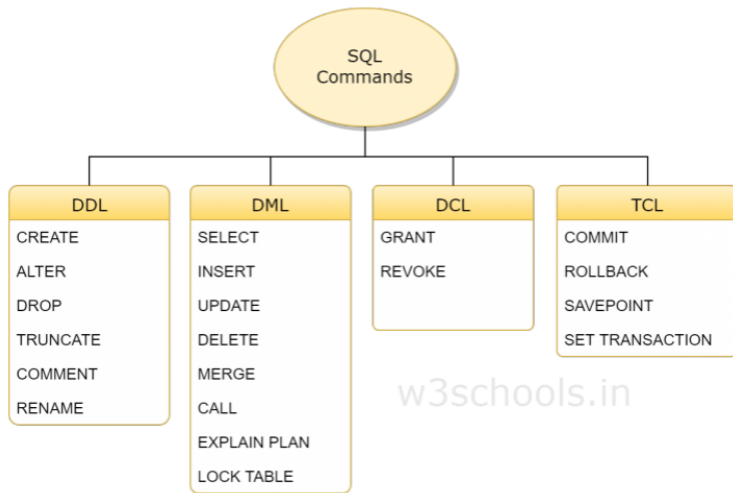 SQL
Commands
DDL
CREATE
ALTER
DROP
TRUNCATE
COMMENT
RENAME
DML
SELECT
INSERT
UPDATE
DELETE
MERGE
CALL
EXPLAIN PLAN
LOCK TABLE
DCL
GRANT
REVOKE
TCL
COMMIT
ROLLBACK
SAVEPOINT
SET TRANSACTION
w3schools.in